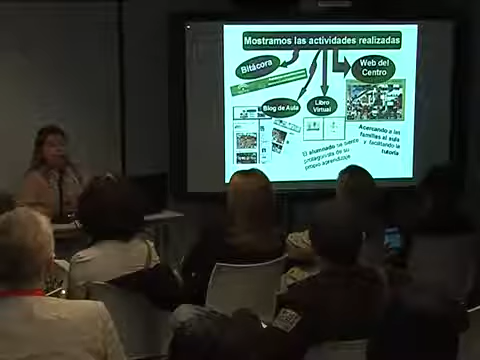 Mostramos las actividades realizadas
Bitácora
Web del
Centro
Blog de Aula
Libro
Virtual
Acercando a las
familias al aula
y facilitando la
tutoría
El alumnado se siente
protagonista de su
propio aprendizaje